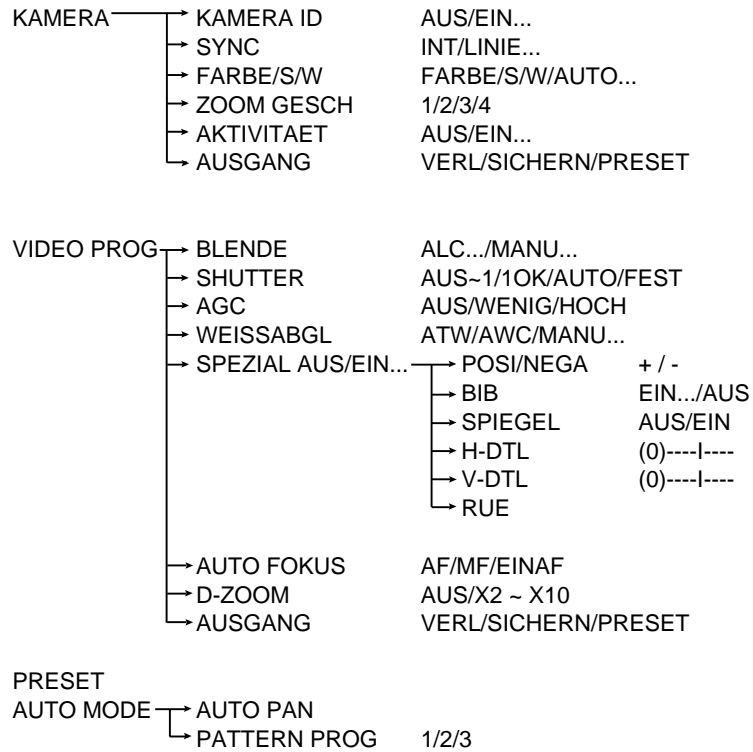 KAMERA KAMERA ID AUS/EIN...
SYNC INT/LINIE...
FARBE/S/W FARBE/S/W/AUTO...
ZOOM GESCH 1/2/3/4
AKTIVITAET AUS/EIN...
AUSGANG VERL/SICHERN/PRESET
VIDEO PROG BLENDE ALC.../MANU...
SHUTTER AUS~1/1OK/AUTO/FEST
AGC AUS/WENIG/HOCH
WEISSABGL ATW/AWC/MANU...
SPEZIAL AUS/EIN... POSI/NEGA + / -
BIB EIN.../AUS
SPIEGEL AUS/EIN
H-DTL (0)----I----
V-DTL (0)----I----
RUE
AUTO FOKUS AF/MF/EINAF
D-ZOOM AUS/X2 ~ X10
AUSGANG VERL/SICHERN/PRESET
PRESET
AUTO MODE AUTO PAN
PATTERN PROG 1/2/3